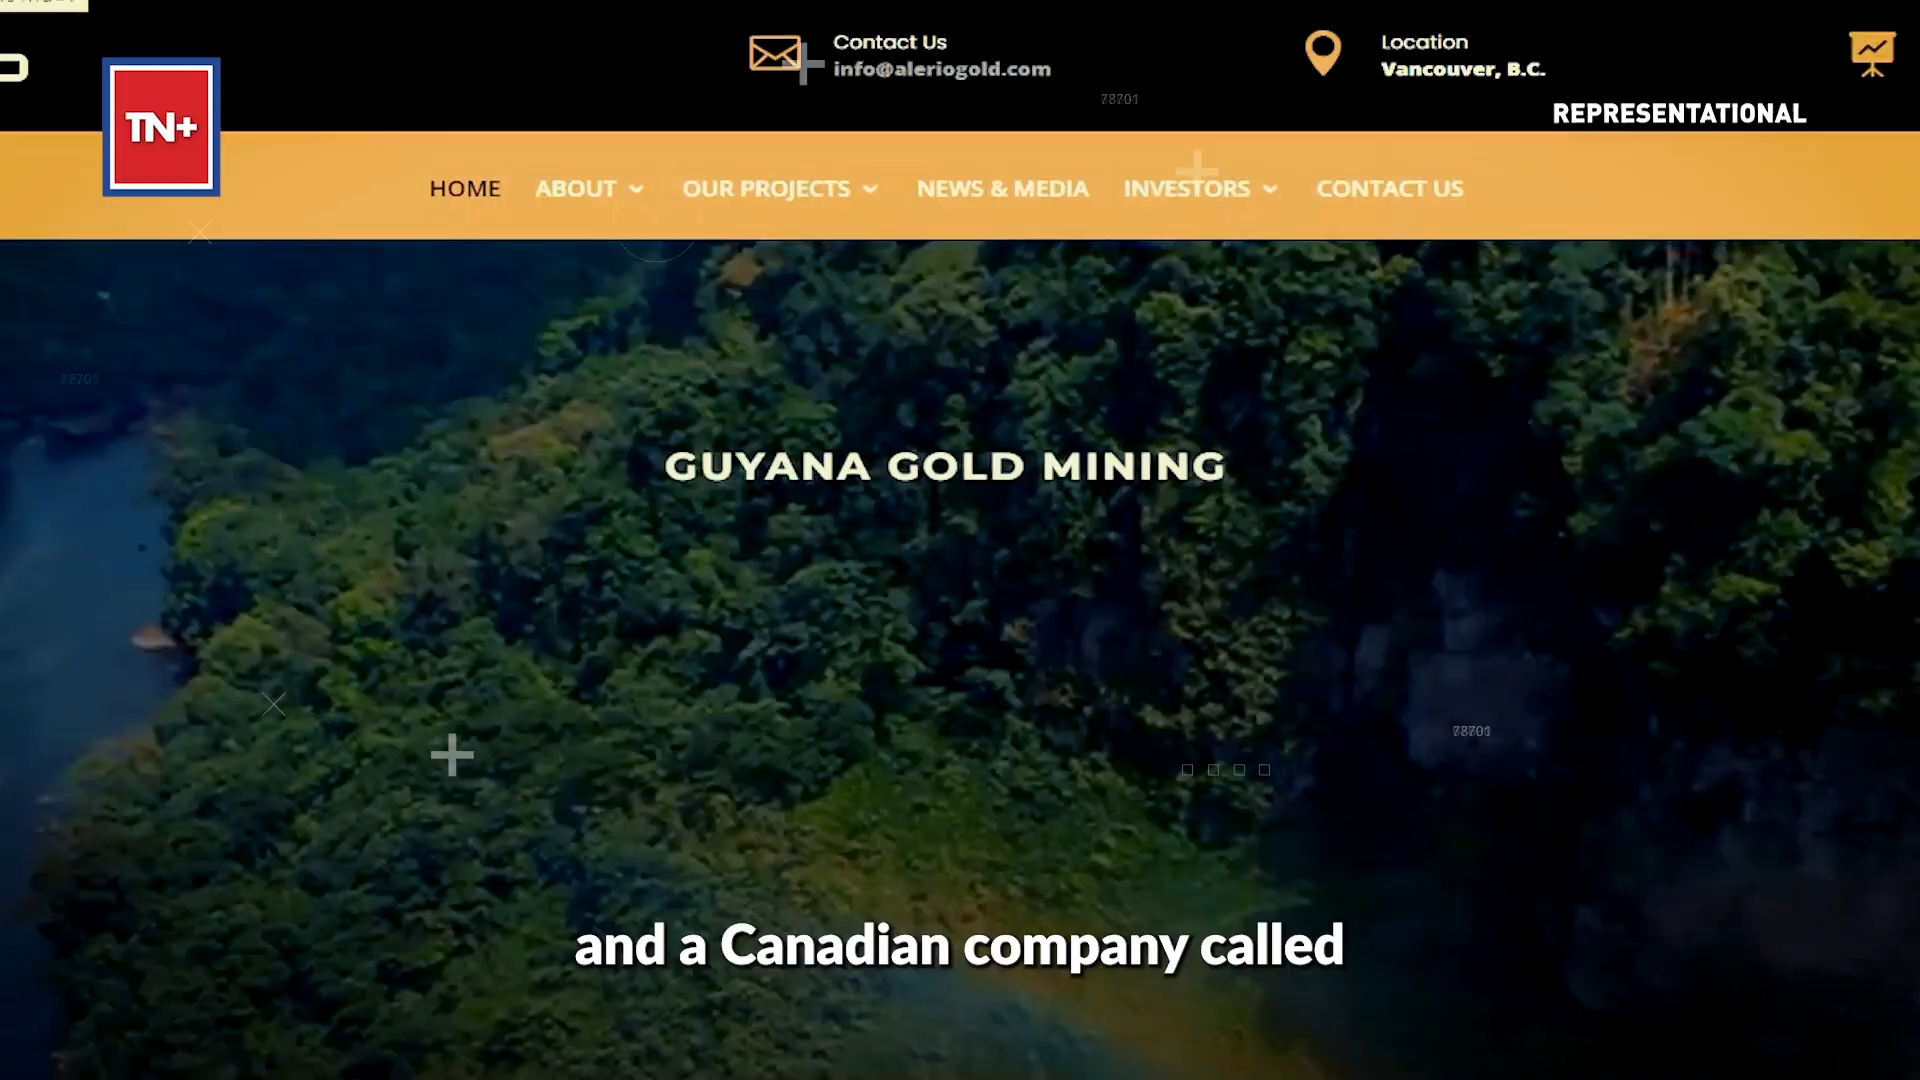 Contact Us
info@aleriogold.com
Location
Vancouver, B.C.
78701
REPRESENTATIONAL
TN+
HOME ABOUT OUR PROJECTS NEWS & MEDIA INVESTORS CONTACT US
78701
GUYANA GOLD MINING
78701
and a Canadian company called